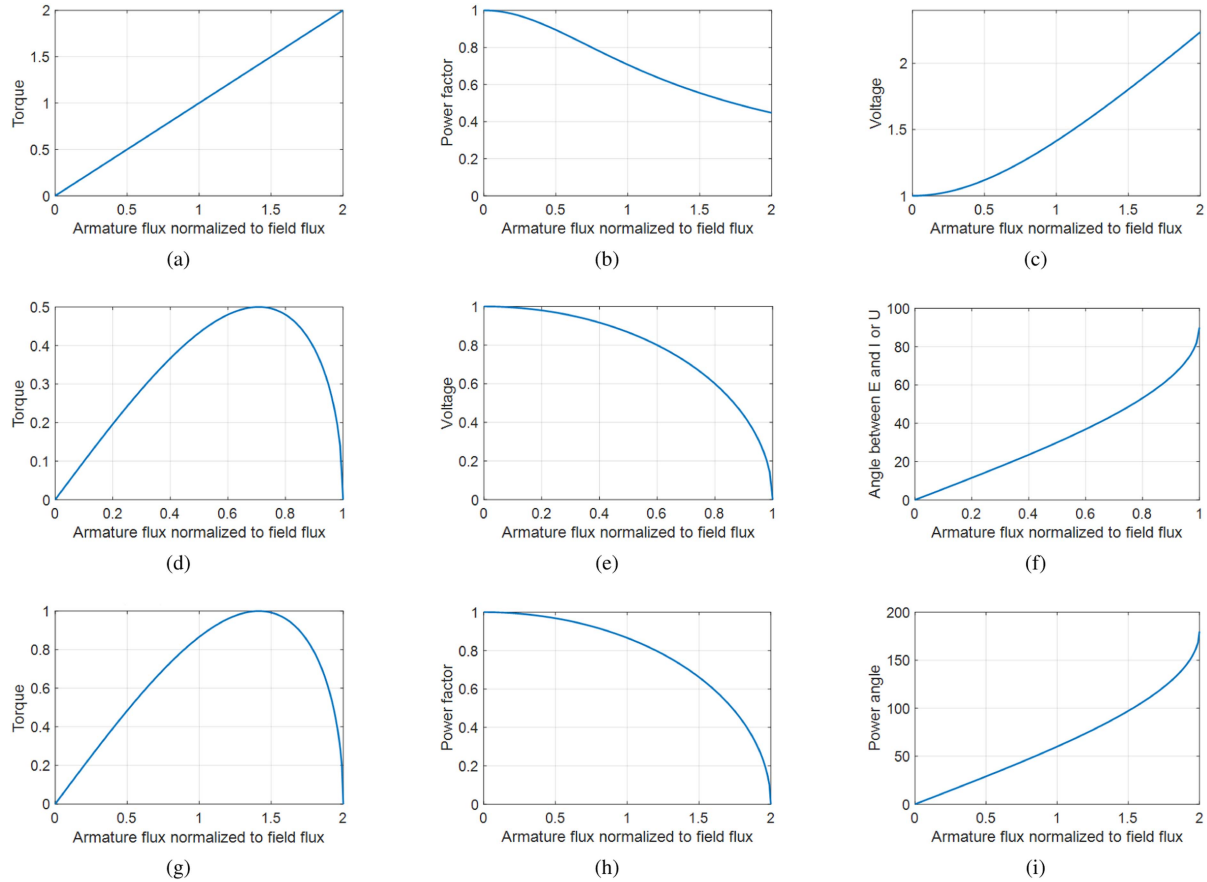 Torque
2
1.5
1
0.5
0
0 0.5 1 1.5 2
Armature flux normalized to field flux
(a)
Power factor
1
0.8
0.6
0.4
0.2
0
0 0.5 1 1.5 2
Armature flux normalized to field flux
(b)
Voltage
2
1.5
1
0 0.5 1 1.5 2
Armature flux normalized to field flux
(c)
Torque
0.5
0.4
0.3
0.2
0.1
0
0 0.2 0.4 0.6 0.8 1
Armature flux normalized to field flux
(d)
Voltage
1
0.8
0.6
0.4
0.2
0
0 0.2 0.4 0.6 0.8 1
Armature flux normalized to field flux
(e)
Angle between E and I or U
100
80
60
40
20
0
0 0.2 0.4 0.6 0.8 1
Armature flux normalized to field flux
(f)
Torque
1
0.8
0.6
0.4
0.2
0
0 0.5 1 1.5 2
Armature flux normalized to field flux
(g)
Power factor
1
0.8
0.6
0.4
0.2
0
0 0.5 1 1.5 2
Armature flux normalized to field flux
(h)
Power angle
200
150
100
50
0
0 0.5 1 1.5 2
Armature flux normalized to field flux
(i)